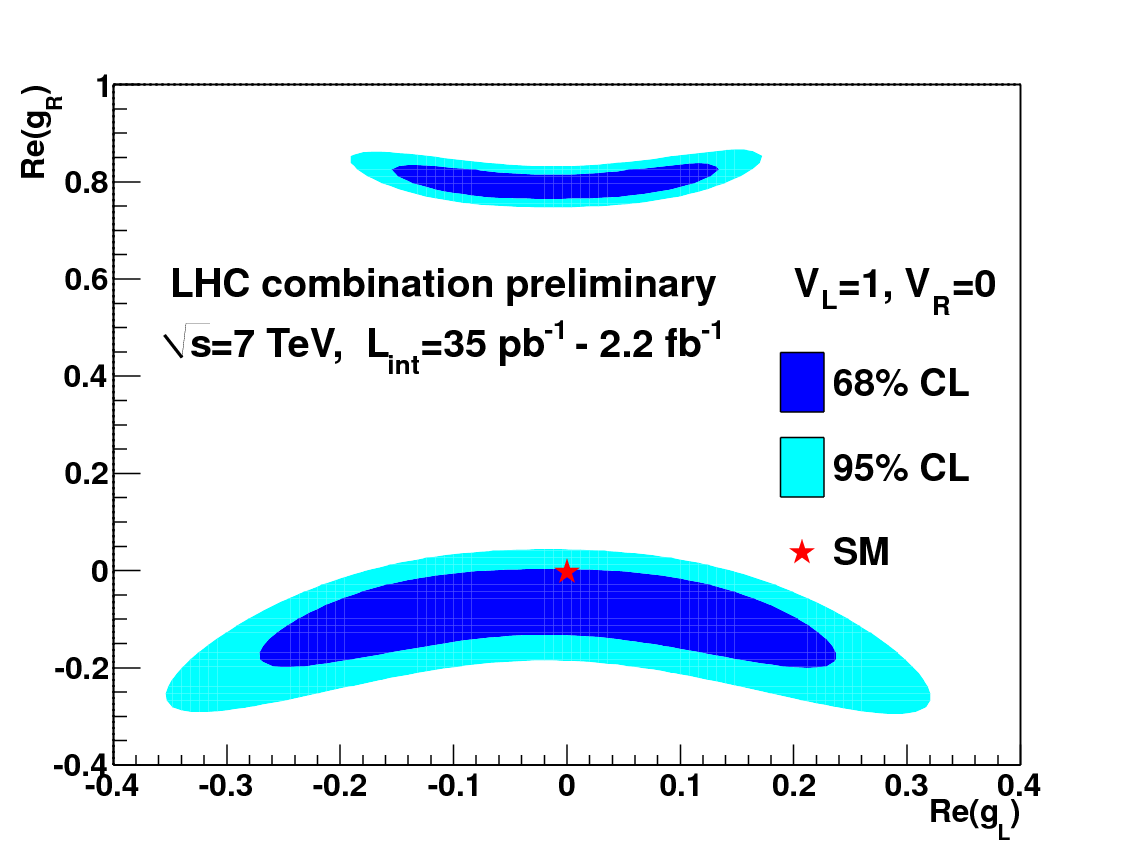 Re(g_R)
1
0.8
0.6
0.4
0.2
0
-0.2
-0.4
LHC combination preliminary
√s=7 TeV, L_int=35 pb^-1 - 2.2 fb^-1
V_L=1, V_R=0
68% CL
95% CL
SM
-0.4 -0.3 -0.2 -0.1 0 0.1 0.2 0.3 0.4
Re(g_L)